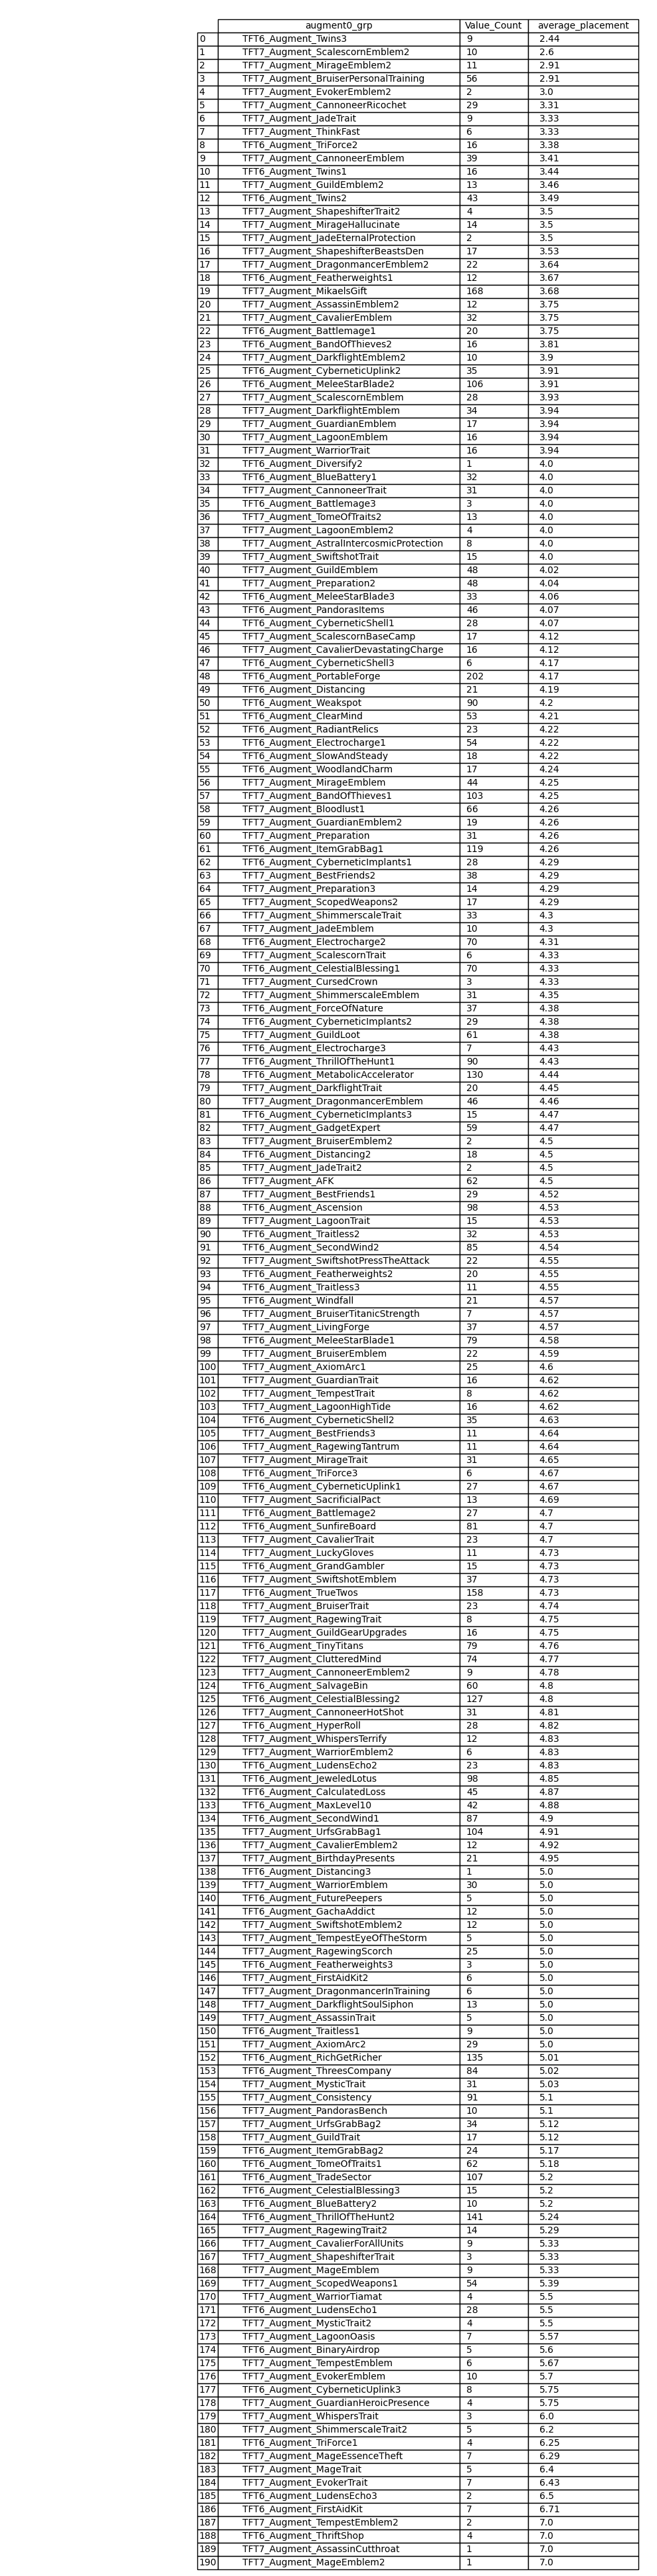 augment0_grp Value_Count average_placement
0 TFT6_Augment_Twins3 9 2.44
1 TFT7_Augment_ScalescornEmblem2 10 2.6
2 TFT7_Augment_MirageEmblem2 11 2.91
3 TFT7_Augment_BruiserPersonalTraining 56 2.91
4 TFT7_Augment_EvokerEmblem2 2 3.0
5 TFT7_Augment_CannoneerRicochet 29 3.31
6 TFT7_Augment_JadeTrait 9 3.33
7 TFT7_Augment_ThinkFast 6 3.33
8 TFT6_Augment_TriForce2 16 3.38
9 TFT7_Augment_CannoneerEmblem 39 3.41
10 TFT6_Augment_Twins1 16 3.44
11 TFT7_Augment_GuildEmblem2 13 3.46
12 TFT6_Augment_Twins2 43 3.49
13 TFT7_Augment_ShapeshifterTrait2 4 3.5
14 TFT7_Augment_MirageHallucinate 14 3.5
15 TFT7_Augment_JadeEternalProtection 2 3.5
16 TFT7_Augment_ShapeshifterBeastsDen 17 3.53
17 TFT7_Augment_DragonmancerEmblem2 22 3.64
18 TFT6_Augment_Featherweights1 12 3.67
19 TFT7_Augment_MikaelsGift 168 3.68
20 TFT7_Augment_AssassinEmblem2 12 3.75
21 TFT7_Augment_CavalierEmblem 32 3.75
22 TFT6_Augment_Battlemage1 20 3.75
23 TFT6_Augment_BandOfThieves2 16 3.81
24 TFT7_Augment_DarkflightEmblem2 10 3.9
25 TFT6_Augment_CyberneticUplink2 35 3.91
26 TFT6_Augment_MeleeStarBlade2 106 3.91
27 TFT7_Augment_ScalescornEmblem 28 3.93
28 TFT7_Augment_DarkflightEmblem 34 3.94
29 TFT7_Augment_GuardianEmblem 17 3.94
30 TFT7_Augment_LagoonEmblem 16 3.94
31 TFT7_Augment_WarriorTrait 16 3.94
32 TFT6_Augment_Diversify2 1 4.0
33 TFT6_Augment_BlueBattery1 32 4.0
34 TFT7_Augment_CannoneerTrait 31 4.0
35 TFT6_Augment_Battlemage3 3 4.0
36 TFT6_Augment_TomeOfTraits2 13 4.0
37 TFT7_Augment_LagoonEmblem2 4 4.0
38 TFT7_Augment_AstralIntercosmicProtection 8 4.0
39 TFT7_Augment_SwiftshotTrait 15 4.0
40 TFT7_Augment_GuildEmblem 48 4.02
41 TFT7_Augment_Preparation2 48 4.04
42 TFT6_Augment_MeleeStarBlade3 33 4.06
43 TFT6_Augment_PandorasItems 46 4.07
44 TFT6_Augment_CyberneticShell1 28 4.07
45 TFT7_Augment_ScalescornBaseCamp 17 4.12
46 TFT7_Augment_CavalierDevastatingCharge 16 4.12
47 TFT6_Augment_CyberneticShell3 6 4.17
48 TFT6_Augment_PortableForge 202 4.17
49 TFT6_Augment_Distancing 21 4.19
50 TFT6_Augment_Weakspot 90 4.2
51 TFT6_Augment_ClearMind 53 4.21
52 TFT6_Augment_RadiantRelics 23 4.22
53 TFT6_Augment_Electrocharge1 54 4.22
54 TFT6_Augment_SlowAndSteady 18 4.22
55 TFT6_Augment_WoodlandCharm 17 4.24
56 TFT7_Augment_MirageEmblem 44 4.25
57 TFT7_Augment_BandOfThieves1 103 4.25
58 TFT6_Augment_Bloodlust1 66 4.26
59 TFT7_Augment_GuardianEmblem2 19 4.26
60 TFT7_Augment_Preparation 31 4.26
61 TFT6_Augment_ItemGrabBag1 119 4.26
62 TFT6_Augment_CyberneticImplants1 28 4.29
63 TFT7_Augment_BestFriends2 38 4.29
64 TFT7_Augment_Preparation3 14 4.29
65 TFT7_Augment_ScopedWeapons2 17 4.29
66 TFT7_Augment_ShimmerscaleTrait 33 4.3
67 TFT7_Augment_JadeEmblem 10 4.3
68 TFT6_Augment_Electrocharge2 70 4.31
69 TFT7_Augment_ScalescornTrait 6 4.33
70 TFT6_Augment_CelestialBlessing1 70 4.33
71 TFT7_Augment_CursedCrown 3 4.33
72 TFT7_Augment_ShimmerscaleEmblem 31 4.35
73 TFT6_Augment_ForceOfNature 37 4.38
74 TFT6_Augment_CyberneticImplants2 29 4.38
75 TFT7_Augment_GuildLoot 61 4.38
76 TFT6_Augment_Electrocharge3 7 4.43
77 TFT6_Augment_ThrillOfTheHunt1 90 4.43
78 TFT6_Augment_MetabolicAccelerator 130 4.44
79 TFT7_Augment_DarkflightTrait 20 4.45
80 TFT7_Augment_DragonmancerEmblem 46 4.46
81 TFT6_Augment_CyberneticImplants3 15 4.47
82 TFT7_Augment_GadgetExpert 59 4.47
83 TFT7_Augment_BruiserEmblem2 2 4.5
84 TFT6_Augment_Distancing2 18 4.5
85 TFT7_Augment_JadeTrait2 2 4.5
86 TFT7_Augment_AFK 62 4.5
87 TFT7_Augment_BestFriends1 29 4.52
88 TFT6_Augment_Ascension 98 4.53
89 TFT7_Augment_LagoonTrait 15 4.53
90 TFT6_Augment_Traitless2 32 4.53
91 TFT6_Augment_SecondWind2 85 4.54
92 TFT7_Augment_SwiftshotPressTheAttack 22 4.55
93 TFT6_Augment_Featherweights2 20 4.55
94 TFT6_Augment_Traitless3 11 4.55
95 TFT6_Augment_Windfall 21 4.57
96 TFT7_Augment_BruiserTitanicStrength 7 4.57
97 TFT7_Augment_LivingForge 37 4.57
98 TFT6_Augment_MeleeStarBlade1 79 4.58
99 TFT7_Augment_BruiserEmblem 22 4.59
100 TFT7_Augment_AxiomArc1 25 4.6
101 TFT7_Augment_GuardianTrait 16 4.62
102 TFT7_Augment_TempestTrait 8 4.62
103 TFT7_Augment_LagoonHighTide 16 4.62
104 TFT6_Augment_CyberneticShell2 35 4.63
105 TFT7_Augment_BestFriends3 11 4.64
106 TFT7_Augment_RagewingTantrum 11 4.64
107 TFT7_Augment_MirageTrait 31 4.65
108 TFT6_Augment_TriForce3 6 4.67
109 TFT6_Augment_CyberneticUplink1 27 4.67
110 TFT7_Augment_SacrificialPact 13 4.69
111 TFT6_Augment_Battlemage2 27 4.7
112 TFT6_Augment_SunfireBoard 81 4.7
113 TFT7_Augment_CavalierTrait 23 4.7
114 TFT7_Augment_LuckyGloves 11 4.73
115 TFT6_Augment_GrandGambler 15 4.73
116 TFT7_Augment_SwiftshotEmblem 37 4.73
117 TFT6_Augment_TrueTwos 158 4.73
118 TFT7_Augment_BruiserTrait 23 4.74
119 TFT7_Augment_RagewingTrait 8 4.75
120 TFT7_Augment_GuildGearUpgrades 16 4.75
121 TFT6_Augment_TinyTitans 79 4.76
122 TFT7_Augment_ClutteredMind 74 4.77
123 TFT7_Augment_CannoneerEmblem2 9 4.78
124 TFT6_Augment_SalvageBin 60 4.8
125 TFT6_Augment_CelestialBlessing2 127 4.8
126 TFT7_Augment_CannoneerHotShot 31 4.81
127 TFT6_Augment_HyperRoll 28 4.82
128 TFT7_Augment_WhispersTerrify 12 4.83
129 TFT7_Augment_WarriorEmblem2 6 4.83
130 TFT6_Augment_LudensEcho2 23 4.83
131 TFT6_Augment_JeweledLotus 98 4.85
132 TFT6_Augment_CalculatedLoss 45 4.87
133 TFT7_Augment_MaxLevel10 42 4.88
134 TFT6_Augment_SecondWind1 87 4.9
135 TFT7_Augment_UrfsGrabBag1 104 4.91
136 TFT7_Augment_CavalierEmblem2 12 4.92
137 TFT7_Augment_BirthdayPresents 21 4.95
138 TFT6_Augment_Distancing3 1 5.0
139 TFT7_Augment_WarriorEmblem 30 5.0
140 TFT6_Augment_FuturePeepers 5 5.0
141 TFT6_Augment_GachaAddict 12 5.0
142 TFT7_Augment_SwiftshotEmblem2 12 5.0
143 TFT7_Augment_TempestEyeOfTheStorm 5 5.0
144 TFT7_Augment_RagewingScorch 25 5.0
145 TFT6_Augment_Featherweights3 3 5.0
146 TFT7_Augment_FirstAidKit2 6 5.0
147 TFT7_Augment_DragonmancerInTraining 6 5.0
148 TFT7_Augment_DarkflightSoulSiphon 13 5.0
149 TFT7_Augment_AssassinTrait 5 5.0
150 TFT6_Augment_Traitless1 9 5.0
151 TFT7_Augment_AxiomArc2 29 5.0
152 TFT7_Augment_RichGetRicher 135 5.01
153 TFT6_Augment_ThreesCompany 84 5.02
154 TFT7_Augment_MysticTrait 31 5.03
155 TFT7_Augment_Consistency 91 5.1
156 TFT7_Augment_PandorasBench 10 5.1
157 TFT7_Augment_UrfsGrabBag2 34 5.12
158 TFT7_Augment_GuildTrait 17 5.12
159 TFT6_Augment_ItemGrabBag2 24 5.17
160 TFT6_Augment_TomeOfTraits1 62 5.18
161 TFT6_Augment_TradeSector 107 5.2
162 TFT6_Augment_CelestialBlessing3 15 5.2
163 TFT6_Augment_BlueBattery2 10 5.2
164 TFT6_Augment_ThrillOfTheHunt2 141 5.24
165 TFT7_Augment_RagewingTrait2 14 5.29
166 TFT7_Augment_CavalierForAllUnits 9 5.33
167 TFT7_Augment_ShapeshifterTrait 3 5.33
168 TFT7_Augment_MageEmblem 9 5.33
169 TFT7_Augment_ScopedWeapons1 54 5.39
170 TFT7_Augment_WarriorTiamat 4 5.5
171 TFT6_Augment_LudensEcho1 28 5.5
172 TFT7_Augment_MysticTrait2 4 5.5
173 TFT7_Augment_LagoonOasis 7 5.57
174 TFT6_Augment_BinaryAirdrop 5 5.6
175 TFT7_Augment_TempestEmblem 6 5.67
176 TFT7_Augment_EvokerEmblem 10 5.7
177 TFT6_Augment_CyberneticUplink3 8 5.75
178 TFT7_Augment_GuardianHeroicPresence 4 5.75
179 TFT7_Augment_WhispersTrait 3 6.0
180 TFT7_Augment_ShimmerscaleTrait2 5 6.2
181 TFT6_Augment_TriForce1 4 6.25
182 TFT7_Augment_MageEssenceTheft 7 6.29
183 TFT7_Augment_MageTrait 5 6.4
184 TFT7_Augment_EvokerTrait 7 6.43
185 TFT6_Augment_LudensEcho3 2 6.5
186 TFT7_Augment_FirstAidKit 7 6.71
187 TFT7_Augment_TempestEmblem2 2 7.0
188 TFT6_Augment_ThriftShop 4 7.0
189 TFT7_Augment_AssassinCutthroat 1 7.0
190 TFT7_Augment_MageEmblem2 1 7.0